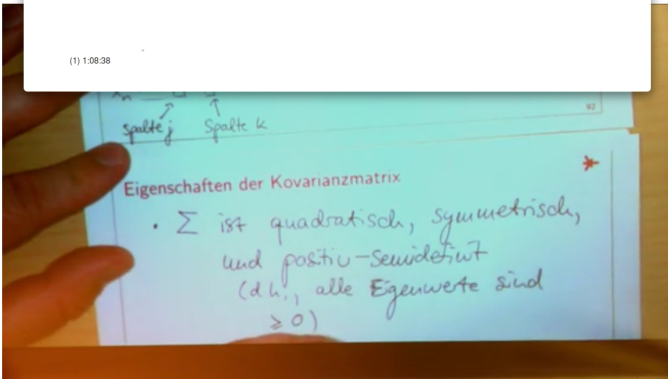 (1) 1:08:38
92
Spalte j Spalte k
Eigenschaften der Kovarianzmatrix
• Σ ist quadratisch, symmetrisch,
und positiv-semidefinit
(d.h., alle Eigenwerte sind
≥ 0)